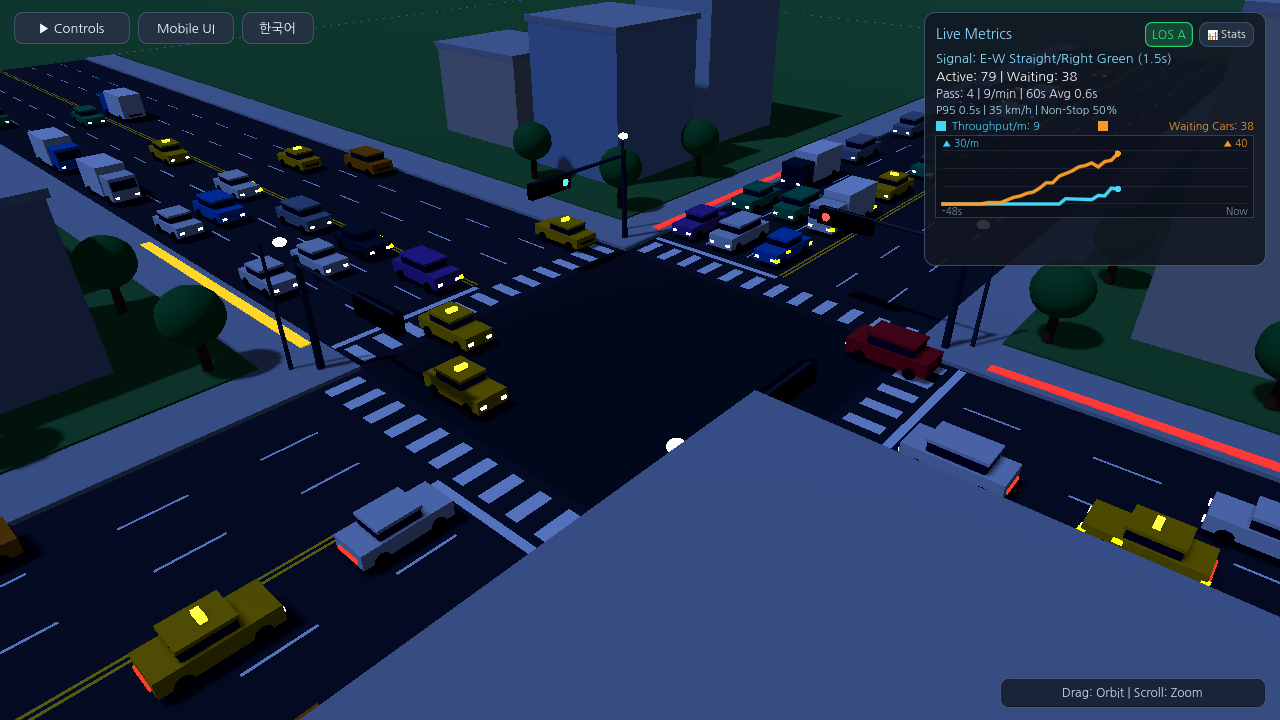 ▶ Controls
Mobile UI
한국어
Live Metrics
LOS A
📊 Stats
Signal: E-W Straight/Right Green (1.5s)
Active: 79 | Waiting: 38
Pass: 4 | 9/min | 60s Avg 0.6s
P95 0.5s | 35 km/h | Non-Stop 50%
Throughput/m: 9
Waiting Cars: 38
▲ 30/m
▲ 40
-48s
Now
Drag: Orbit | Scroll: Zoom